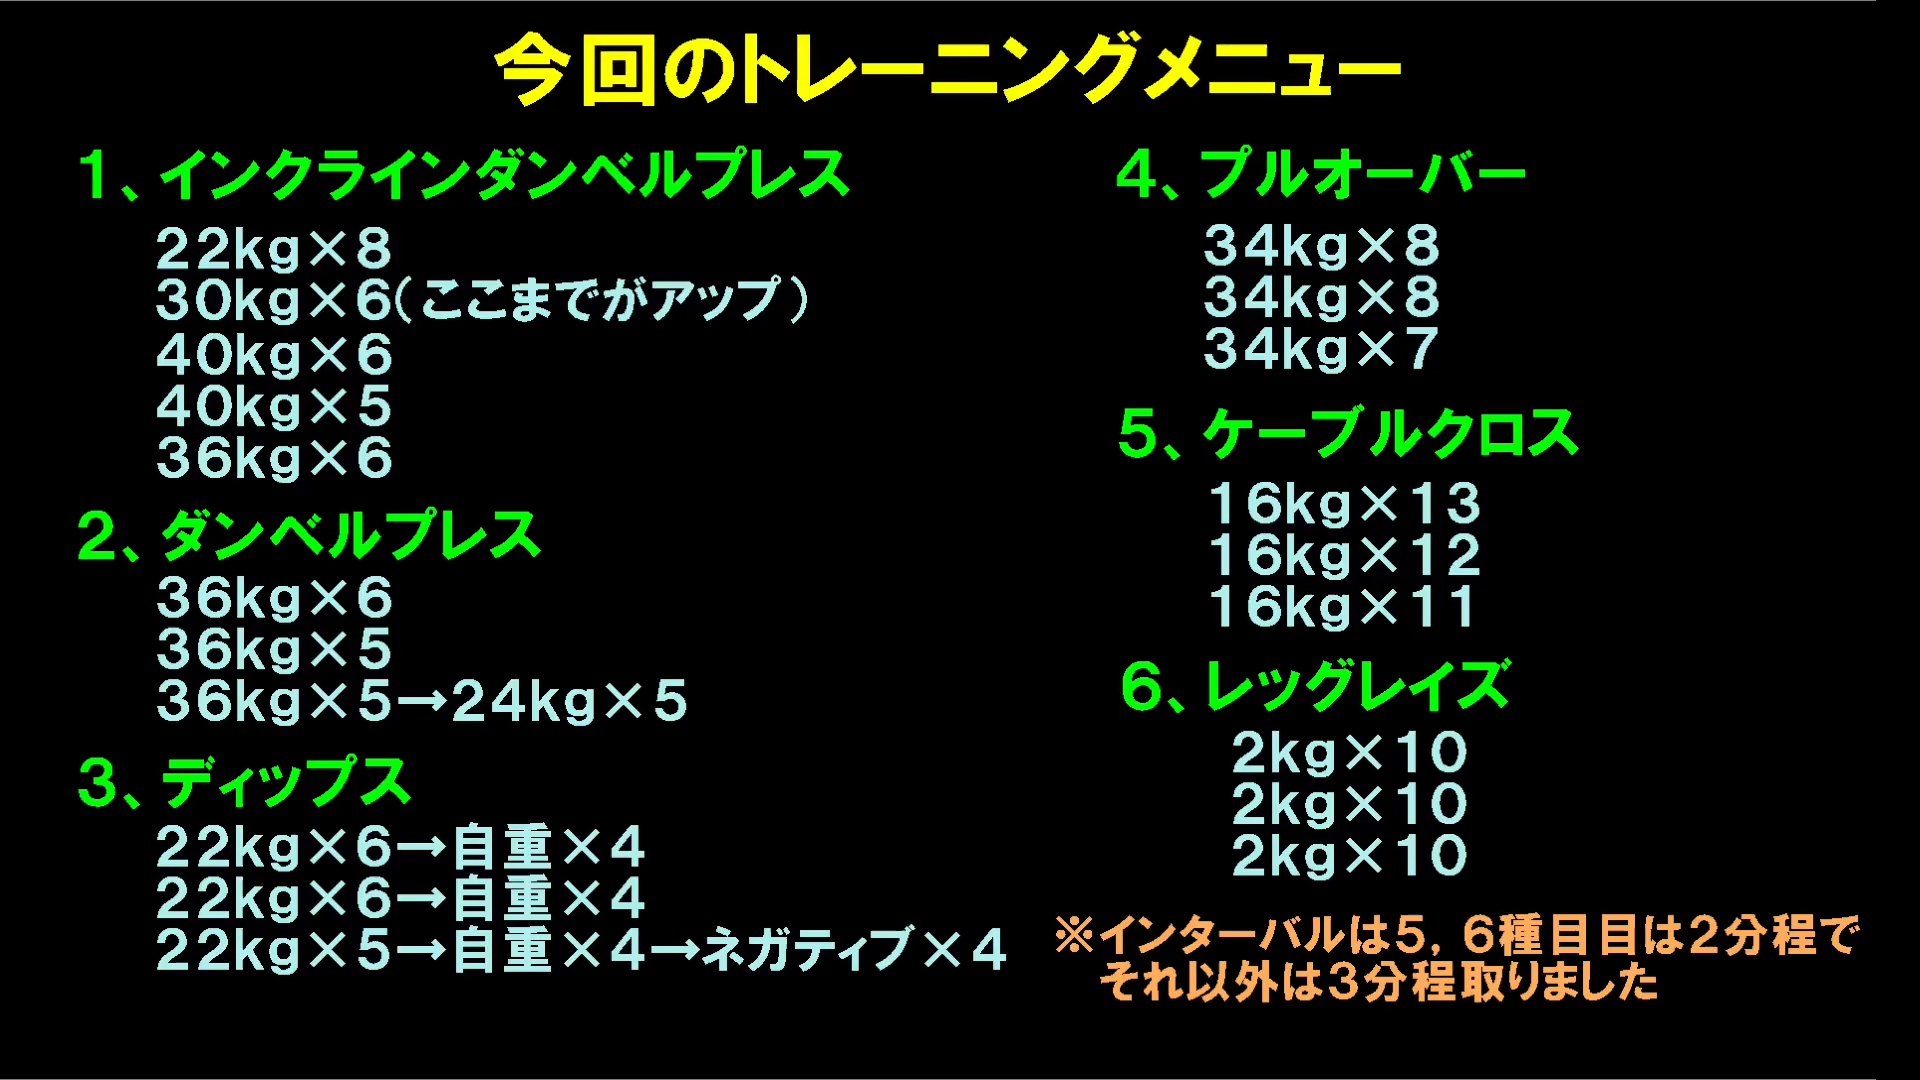 今回のトレーニングメニュー
１、インクラインダンベルプレス
２２ｋｇ×８
３０ｋｇ×６（ここまでがアップ）
４０ｋｇ×６
４０ｋｇ×５
３６ｋｇ×６
２、ダンベルプレス
３６ｋｇ×６
３６ｋｇ×５
３６ｋｇ×５→２４ｋｇ×５
３、ディップス
２２ｋｇ×６→自重×４
２２ｋｇ×６→自重×４
２２ｋｇ×５→自重×４→ネガティブ×４
４、プルオーバー
３４ｋｇ×８
３４ｋｇ×８
３４ｋｇ×７
５、ケーブルクロス
１６ｋｇ×１３
１６ｋｇ×１２
１６ｋｇ×１１
６、レッグレイズ
２ｋｇ×１０
２ｋｇ×１０
２ｋｇ×１０
※インターバルは５，６種目目は２分程で
それ以外は３分程取りました